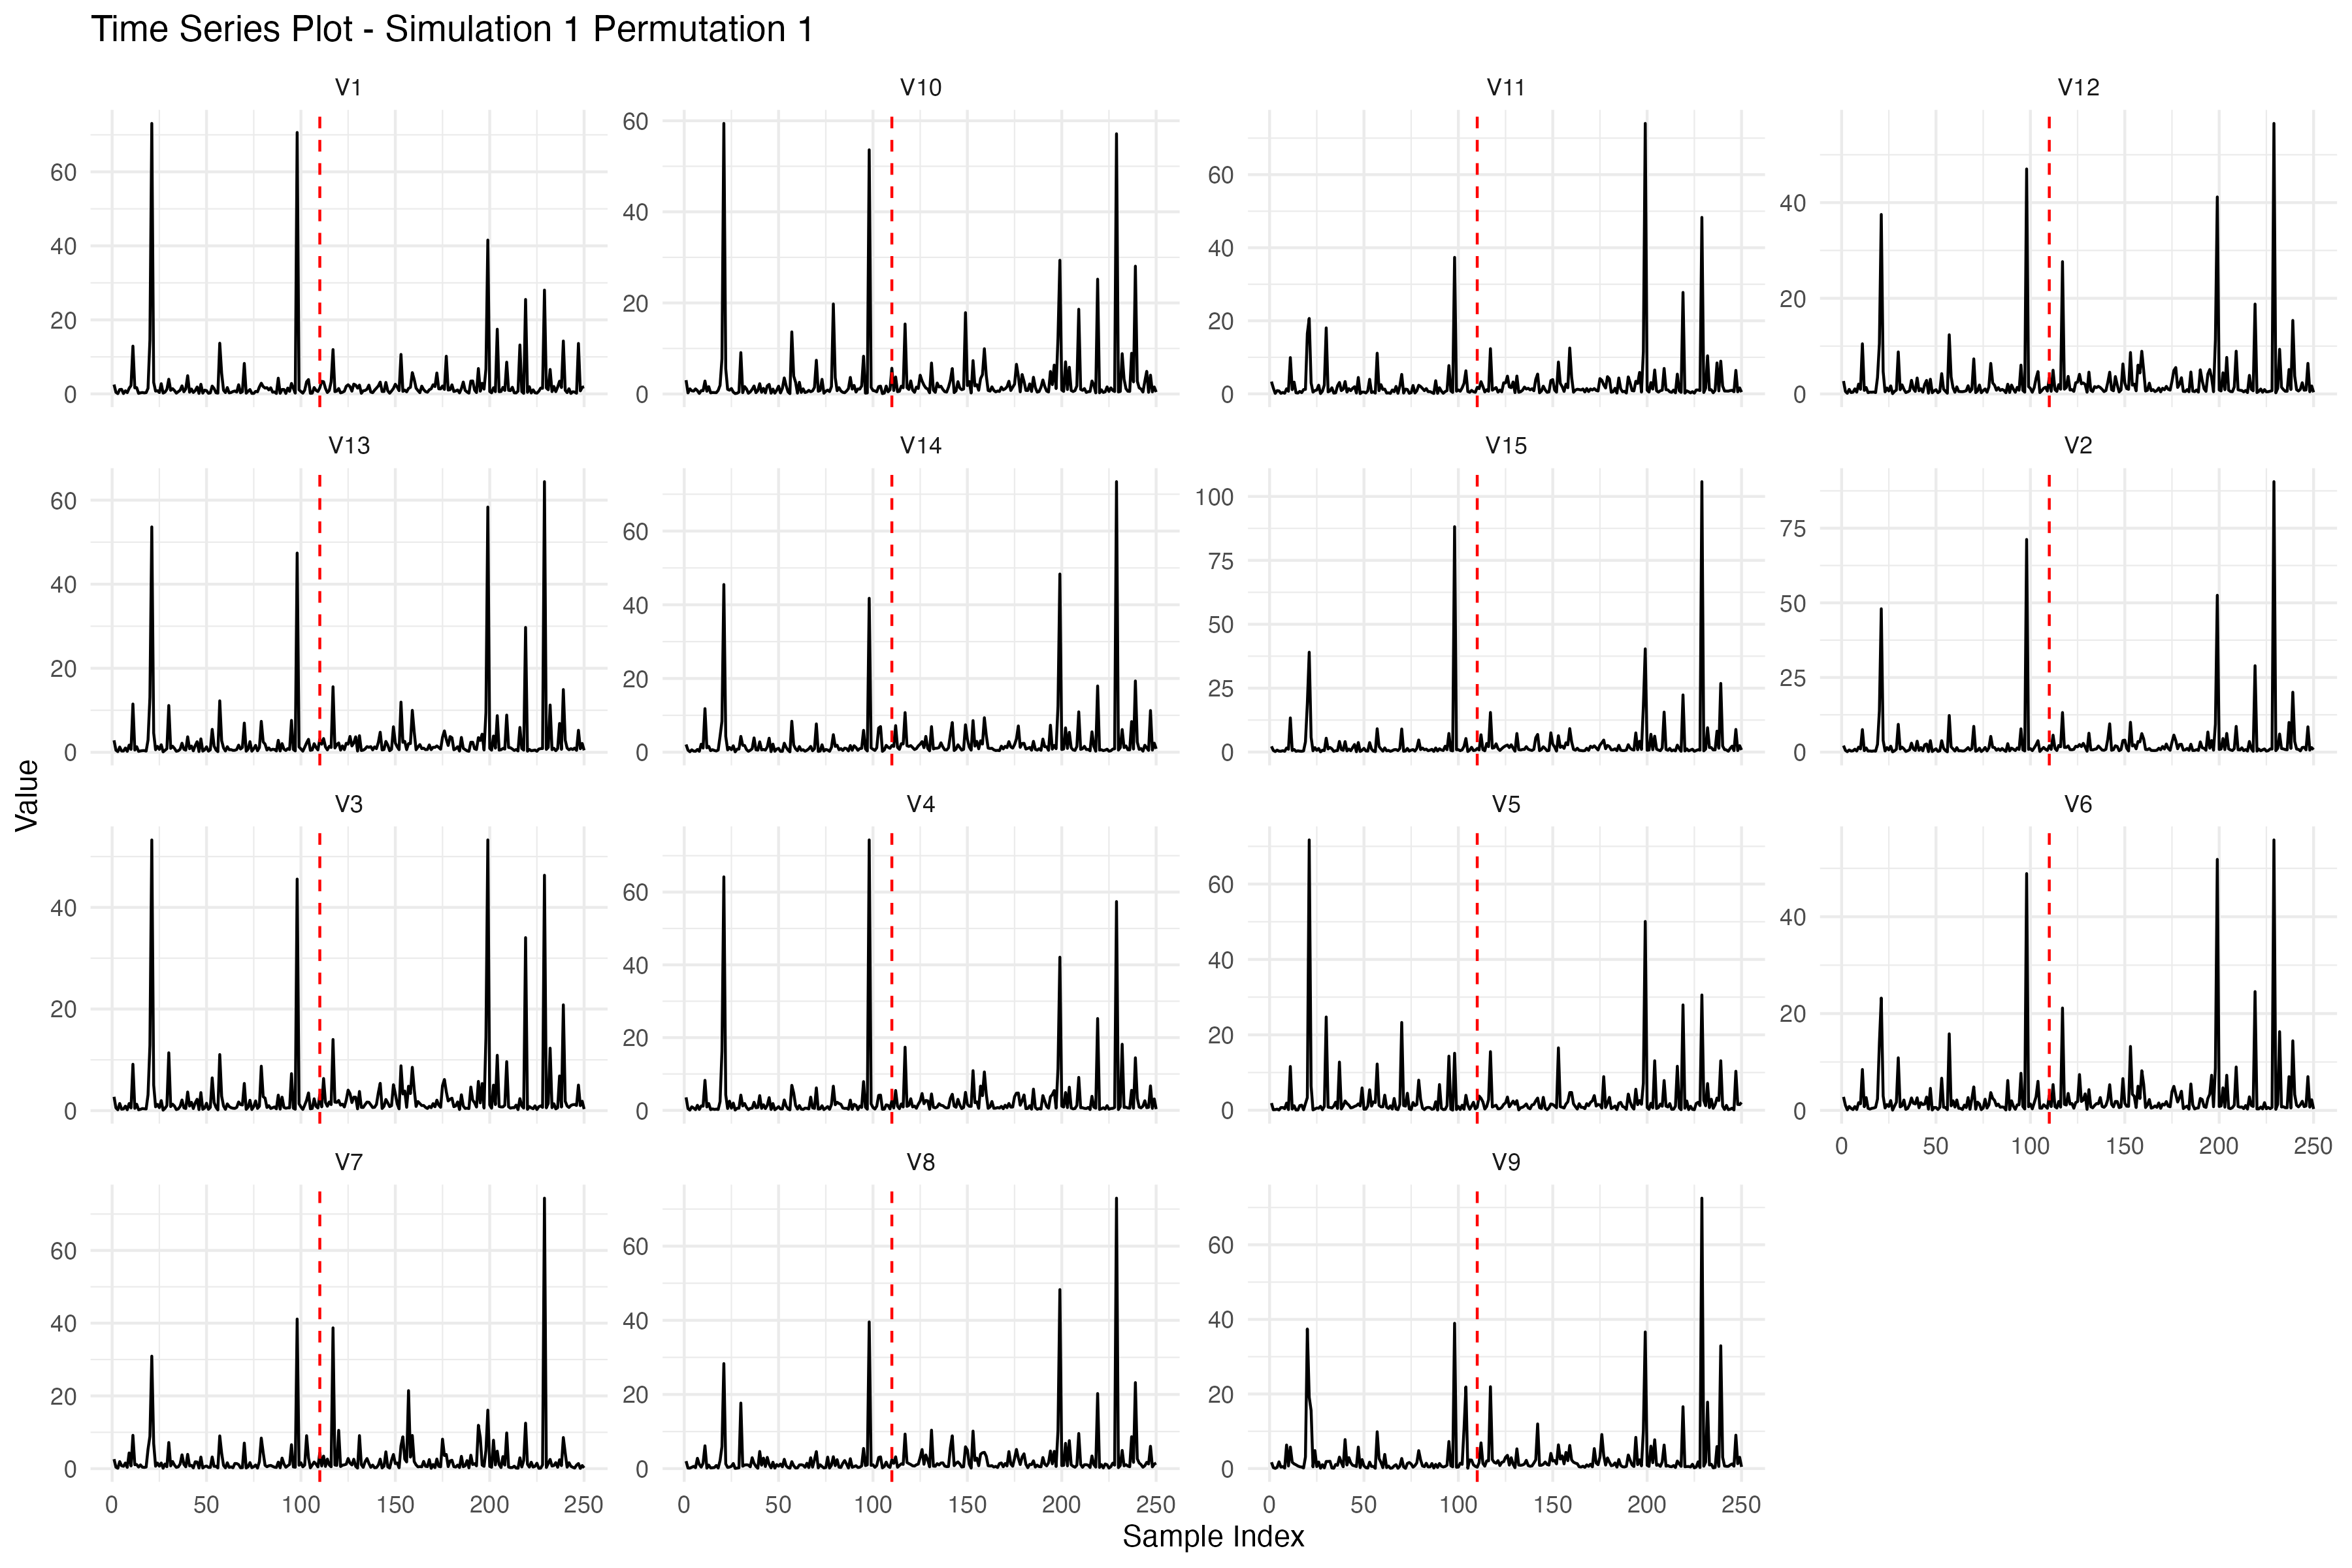 Time Series Plot - Simulation 1 Permutation 1
V1 V10 V11 V12
60 40 20 0
60 40 20 0
60 40 20 0
40 20 0
V13 V14 V15 V2
60 40 20 0
60 40 20 0
100 75 50 25 0
75 50 25 0
Value
V3 V4 V5 V6
40 20 0
60 40 20 0
60 40 20 0
40 20 0
0 50 100 150 200 250
V7 V8 V9
60 40 20 0
60 40 20 0
60 40 20 0
0 50 100 150 200 250
0 50 100 150 200 250
0 50 100 150 200 250
Sample Index